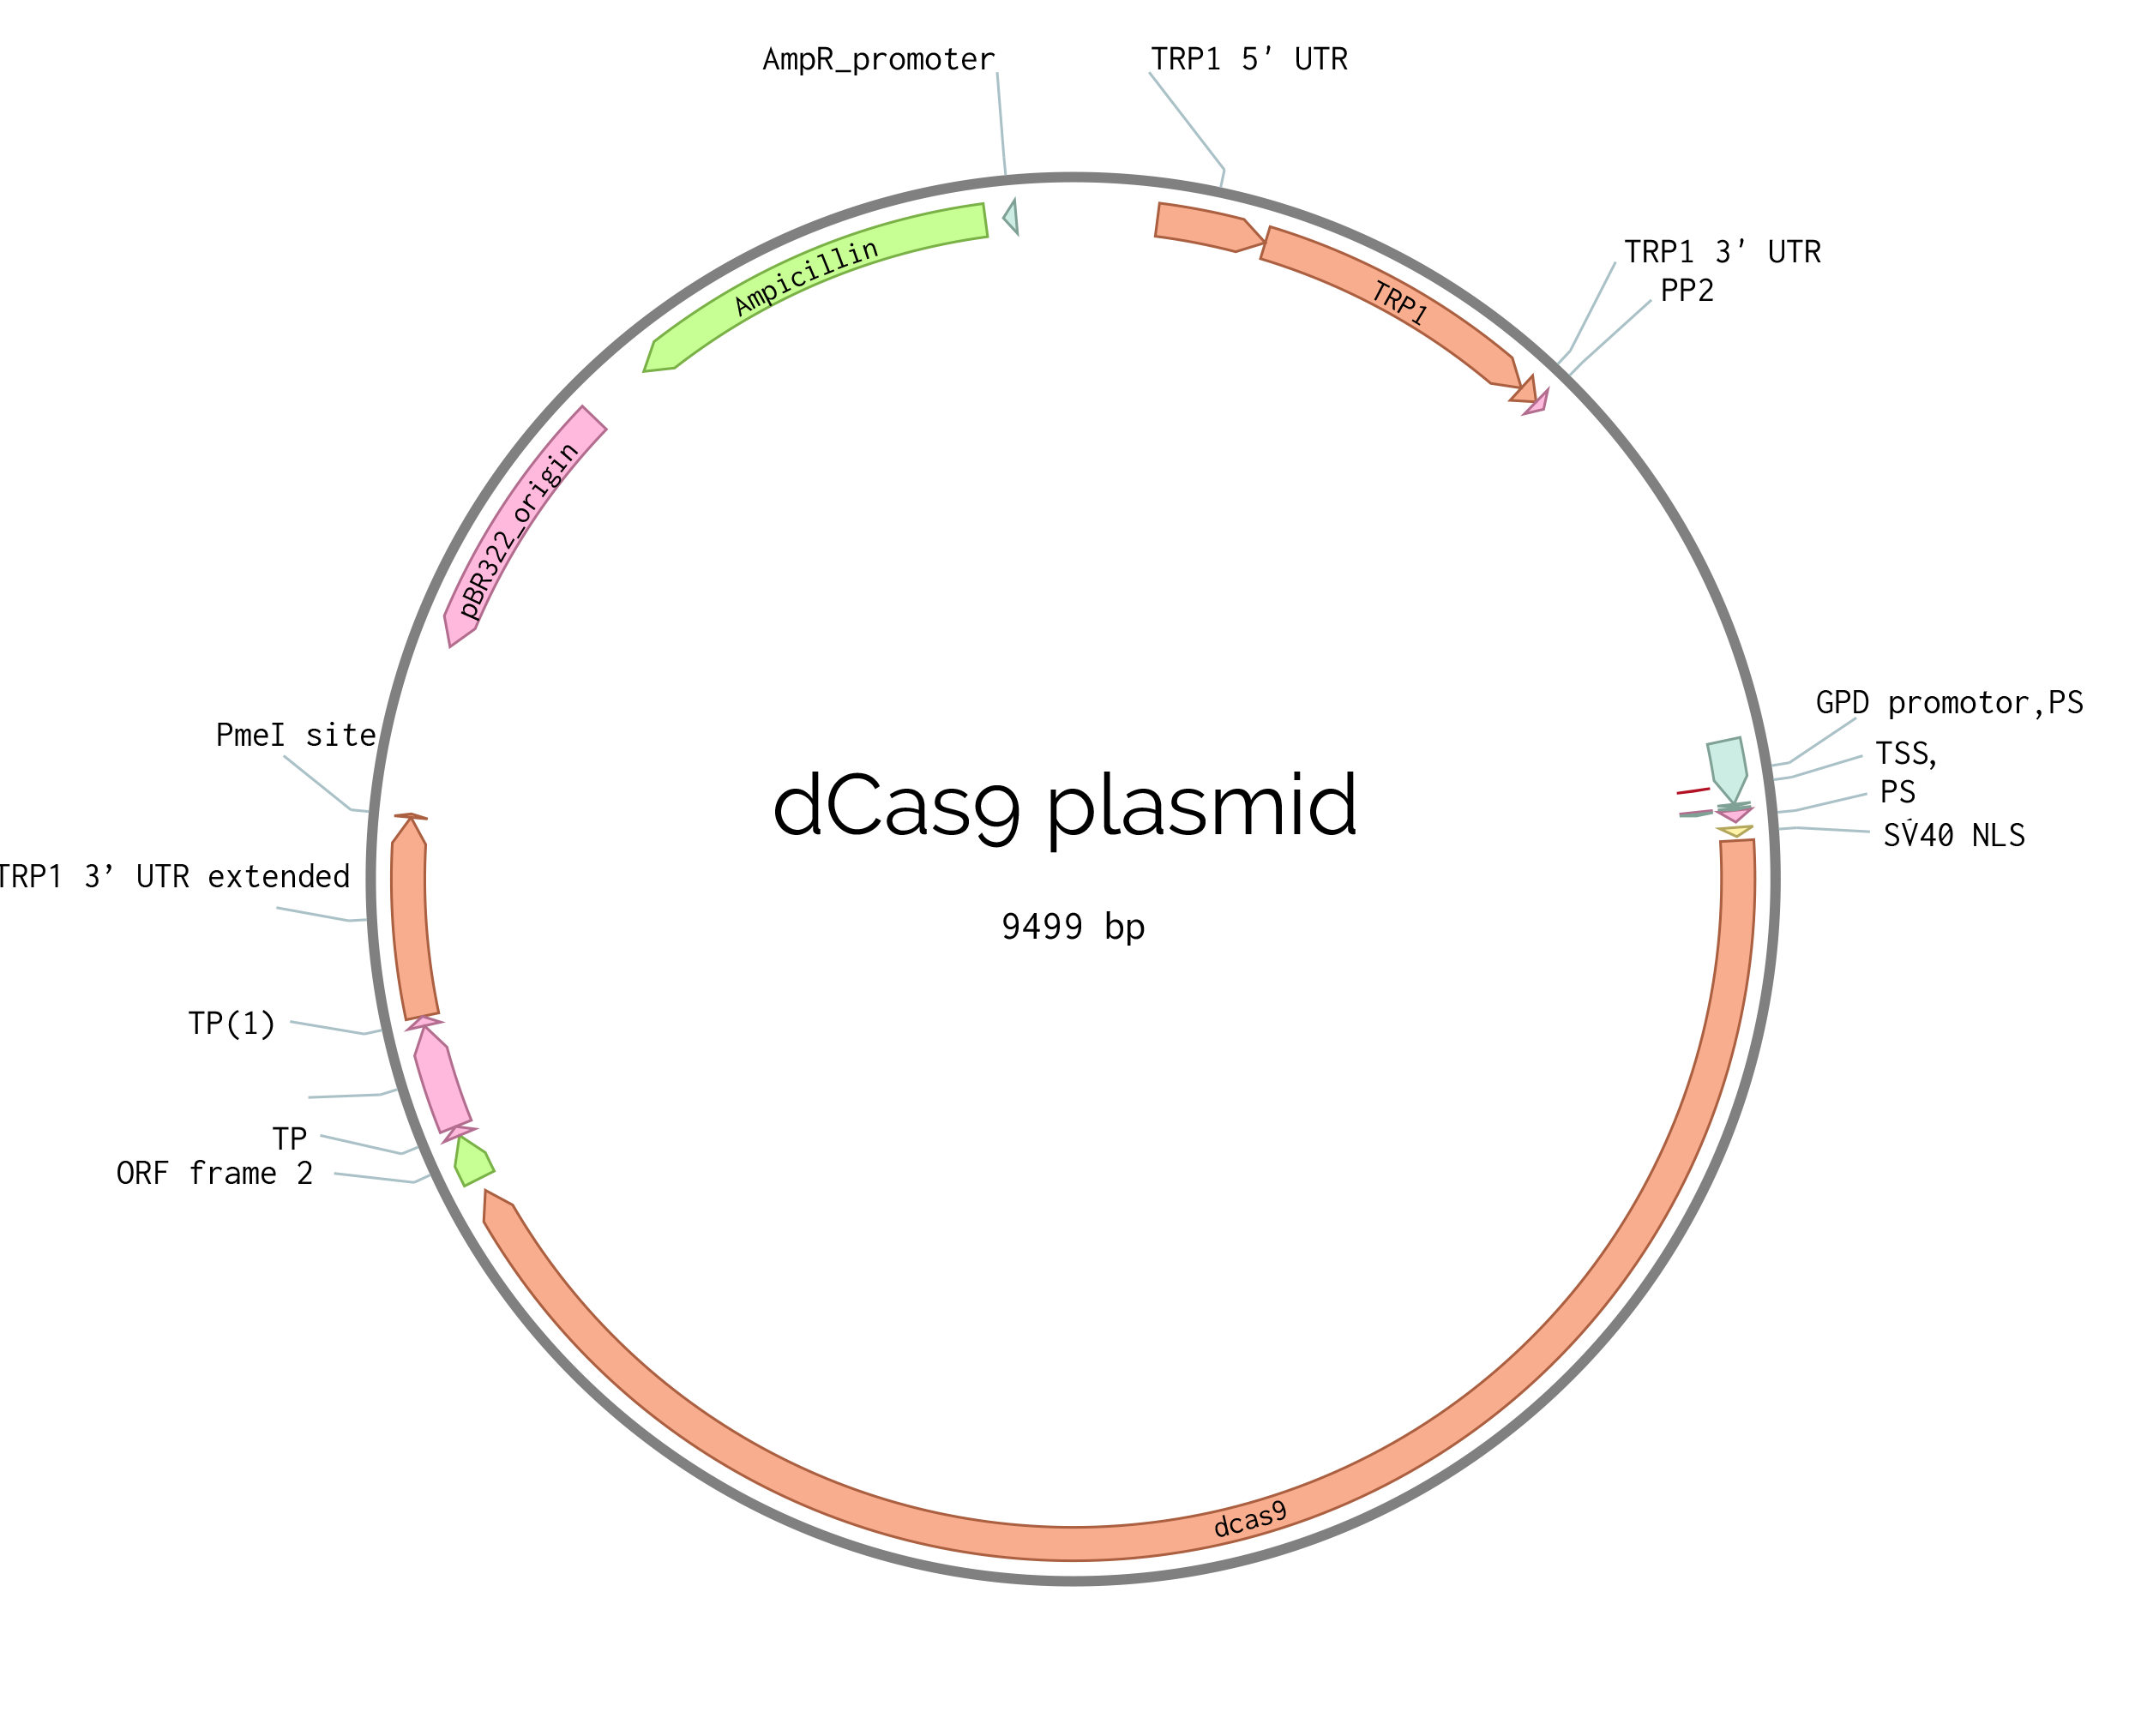 AmpR_promoter
TRP1 5’ UTR
TRP1 3’ UTR
PP2
Ampicillin
TRP1
pBR322_origin
GPD promotor,PS
PmeI site
TSS,
PS
SV40 NLS
dCas9 plasmid
TRP1 3’ UTR extended
9499 bp
TP(1)
TP
ORF frame 2
dcas9